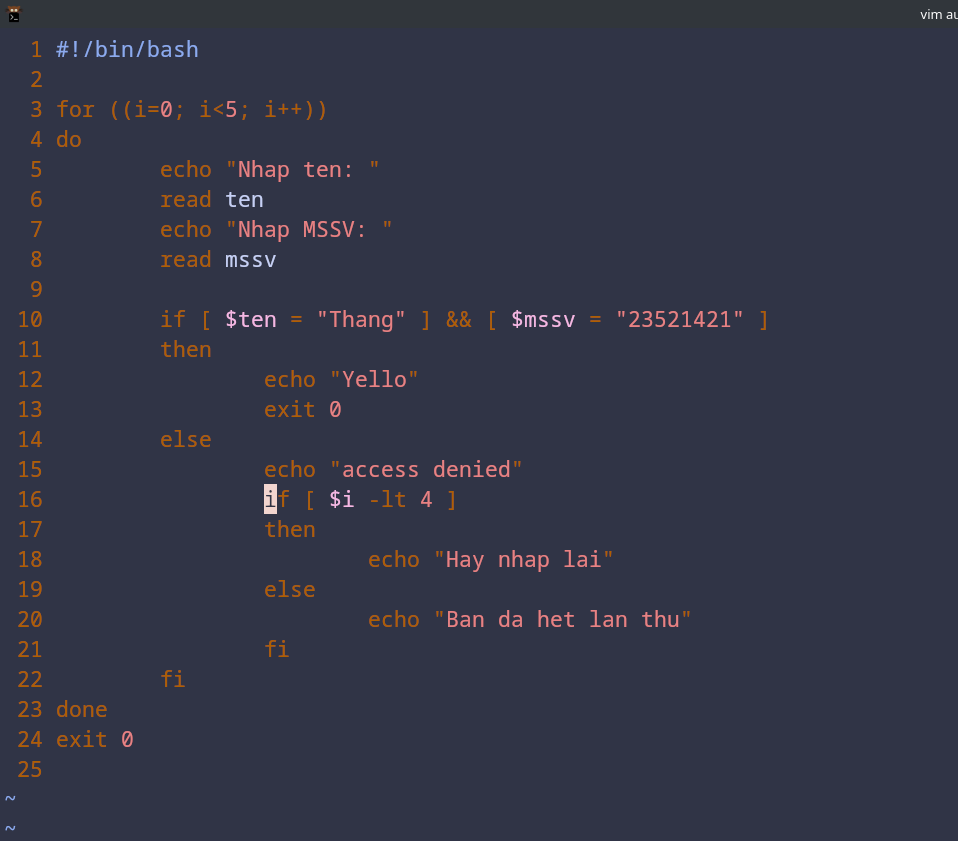 vim au
1 #!/bin/bash
2
3 for ((i=0; i<5; i++))
4 do
5         echo "Nhap ten: "
6         read ten
7         echo "Nhap MSSV: "
8         read mssv
9
10         if [ $ten = "Thang" ] && [ $mssv = "23521421" ]
11         then
12                 echo "Yello"
13                 exit 0
14         else
15                 echo "access denied"
16                 if [ $i -lt 4 ]
17                 then
18                         echo "Hay nhap lai"
19                 else
20                         echo "Ban da het lan thu"
21                 fi
22         fi
23 done
24 exit 0
25
~
~